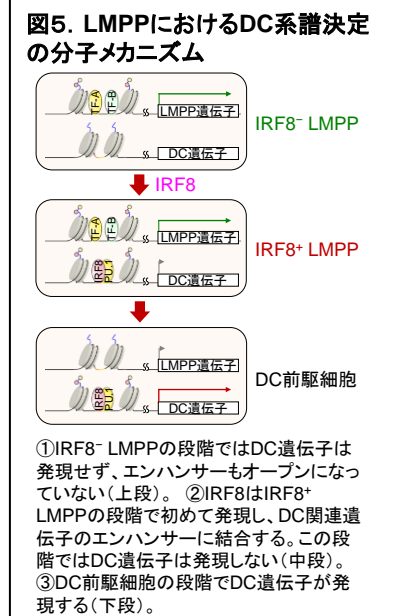 図5．LMPPにおけるDC系譜決定
の分子メカニズム
TF-A TF-B LMPP遺伝子
IRF8⁻ LMPP
DC遺伝子
IRF8
TF-A TF-B LMPP遺伝子
IRF8⁺ LMPP
IRF8 PU.1 DC遺伝子
LMPP遺伝子
DC前駆細胞
IRF8 PU.1 DC遺伝子
①IRF8⁻ LMPPの段階ではDC遺伝子は
発現せず、エンハンサーもオープンになっ
ていない（上段）。 ②IRF8はIRF8⁺
LMPPの段階で初めて発現し、DC関連遺
伝子のエンハンサーに結合する。この段
階ではDC遺伝子は発現しない（中段）。
③DC前駆細胞の段階でDC遺伝子が発
現する（下段）。